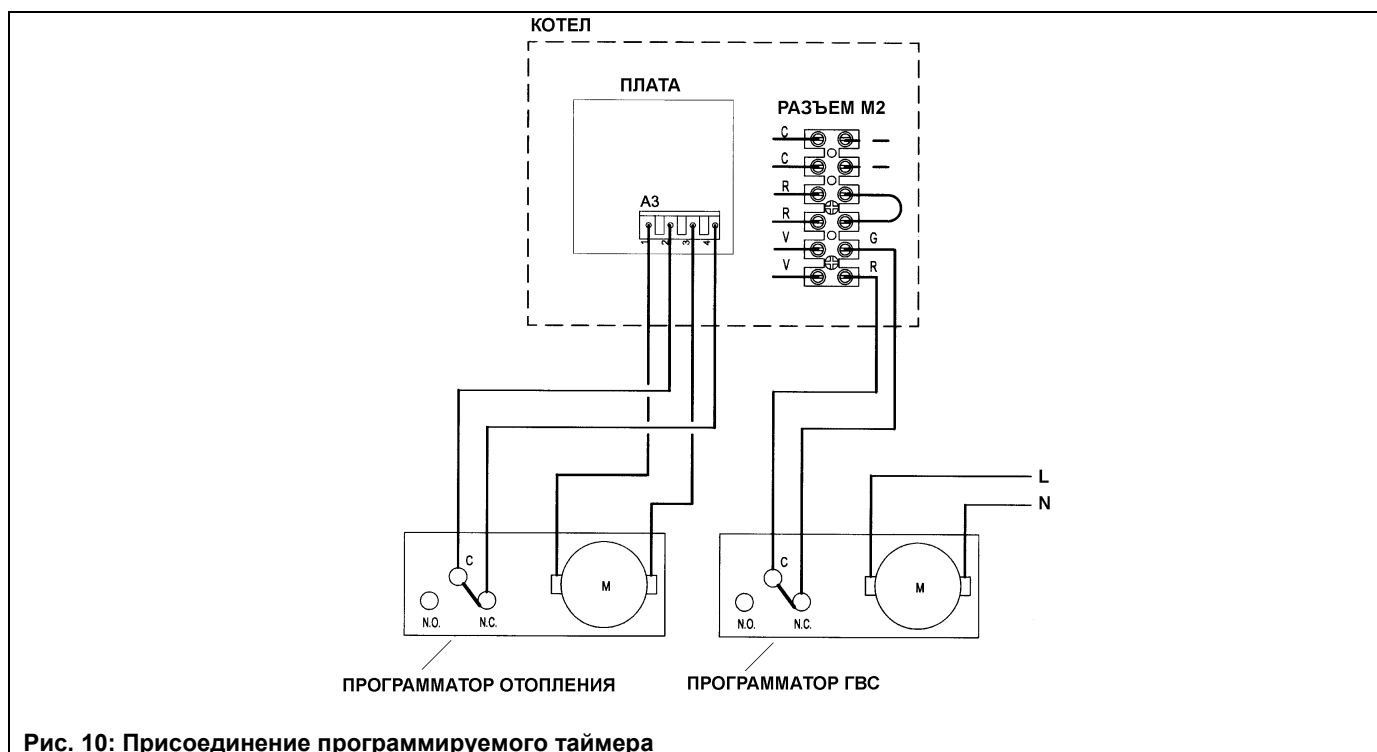 КОТЕЛ
ПЛАТА
РАЗЪЕМ М2
C
C
R
A3
R
V
G
V
R
1
2
3
4
L
N
C
M
N.O.
N.C.
C
M
N.O.
N.C.
ПРОГРАММАТОР ОТОПЛЕНИЯ
ПРОГРАММАТОР ГВС
Рис. 10: Присоединение программируемого таймера